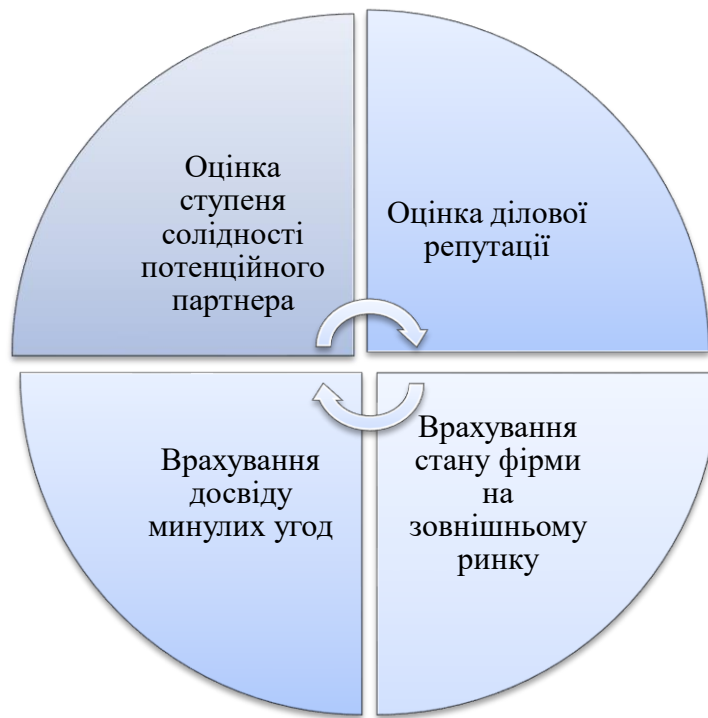 Оцінка
ступеня
солідності
потенційного
партнера
Оцінка ділової
репутації
Врахування
досвіду
минулих угод
Врахування
стану фірми
на
зовнішньому
ринку